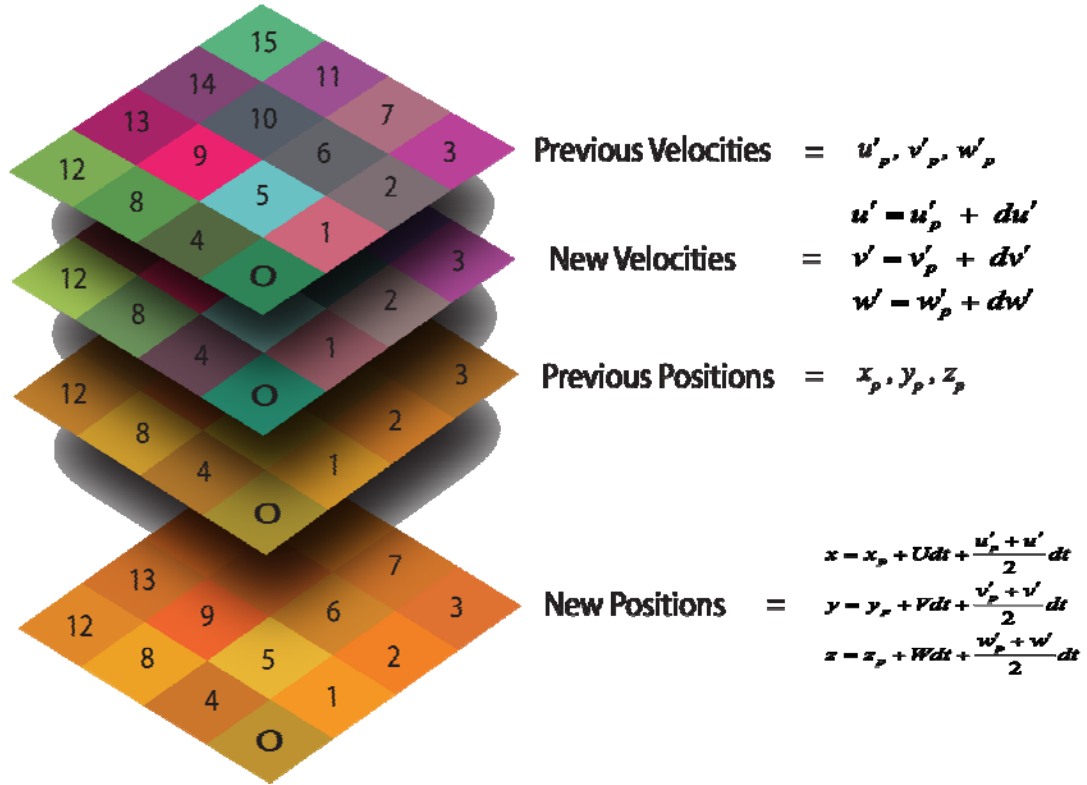 15
14 11
13 10 7
12 9 6 3
8 5 2
4 1
O
Previous Velocities = u'ₚ, v'ₚ, w'ₚ
12 3
8 2
4 1
O
New Velocities =
u' = u'ₚ + du'
v' = v'ₚ + dv'
w' = w'ₚ + dw'
12 3
8 2
4 1
O
Previous Positions = xₚ, yₚ, zₚ
13 7
12 9 6 3
8 5 2
4 1
O
New Positions =
x = xₚ + Udt + (u'ₚ + u')/2 dt
y = yₚ + Vdt + (v'ₚ + v')/2 dt
z = zₚ + Wdt + (w'ₚ + w')/2 dt